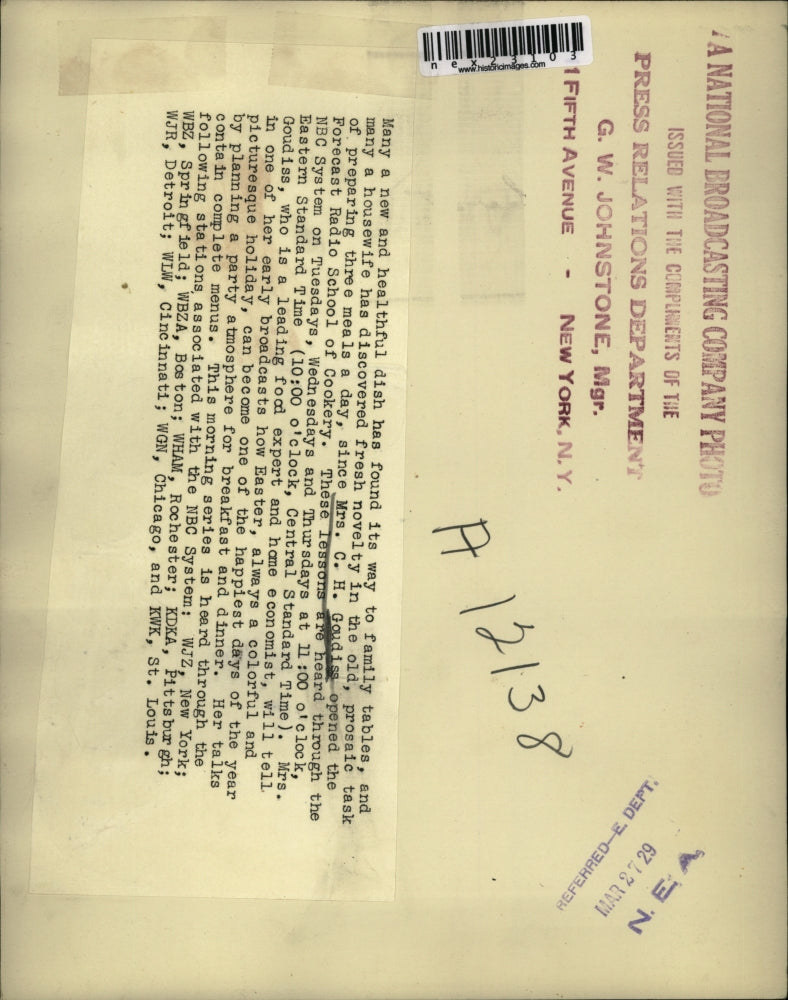 A NATIONAL BROADCASTING COMPANY PHOTO
ISSUED WITH THE COMPLIMENTS OF THE
PRESS RELATIONS DEPARTMENT
G. W. JOHNSTONE, Mgr.
1 FIFTH AVENUE - NEW YORK, N. Y.
nex23103
www.historicimages.com
A 12138
REFERRED—E. DEPT.
MAR 27 29
N. E. A.
Many a new and healthful dish has found its way to family tables, and
many a housewife has discovered fresh novelty in the old, prosaic task
of preparing three meals a day, since Mrs. C. H. Goudiss opened the
Forecast Radio School of Cookery. These lessons are heard through the
NBC System on Tuesdays, Wednesdays and Thursdays at 11:00 o'clock,
Eastern Standard Time (10:00 o'clock, Central Standard Time). Mrs.
Goudiss, who is a leading food expert and home economist, will tell
in one of her early broadcasts how Easter, always a colorful and
picturesque holiday, can become one of the happiest days of the year
by planning a party atmosphere for breakfast and dinner. Her talks
contain complete menus. This morning series is heard through the
following stations associated with the NBC System: WJZ, New York;
WBZ, Springfield; WBZA, Boston; WHAM, Rochester; KDKA, Pittsburgh;
WJR, Detroit; WLW, Cincinnati; WGN, Chicago, and KWK, St. Louis.